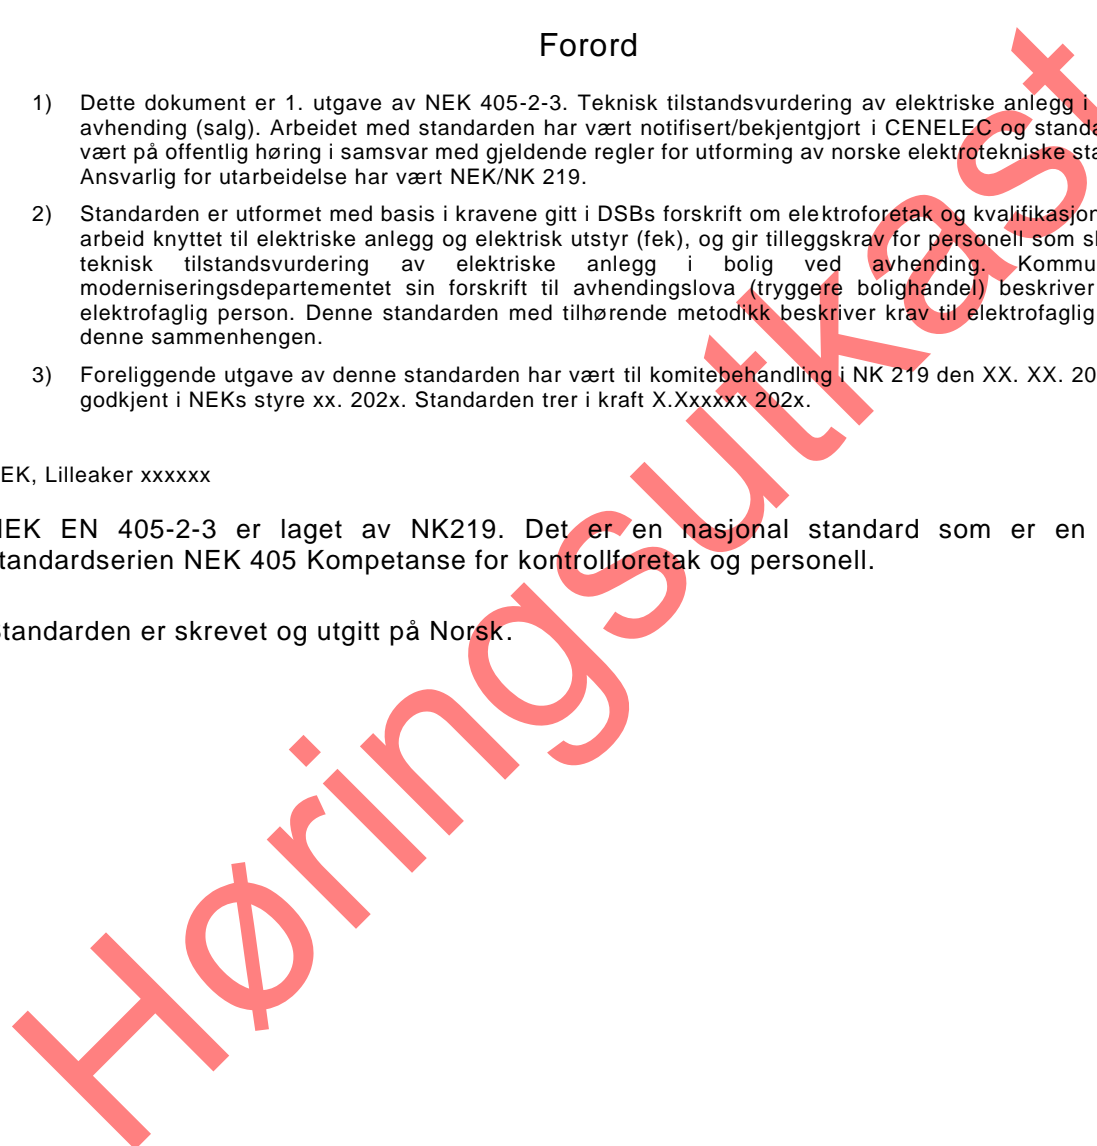 Forord
1) Dette dokument er 1. utgave av NEK 405-2-3. Teknisk tilstandsvurdering av elektriske anlegg i
avhending (salg). Arbeidet med standarden har vært notifisert/bekjentgjort i CENELEC og
vært på offentlig høring i samsvar med gjeldende regler for utforming av norske elektrotekniske
Ansvarlig for utarbeidelse har vært NEK/NK 219.
2) Standarden er utformet med basis i kravene gitt i DSBs forskrift om elektroforetak og
arbeid knyttet til elektriske anlegg og elektrisk utstyr (fek), og gir tilleggskrav for personell som
teknisk tilstandsvurdering av elektriske anlegg i bolig ved avhending.
moderniseringsdepartementet sin forskrift til avhendingslova (tryggere bolighandel) beskriver
elektrofaglig person. Denne standarden med tilhørende metodikk beskriver krav til elektrofaglig
denne sammenhengen.
3) Foreliggende utgave av denne standarden har vært til komitebehandling i NK 219 den XX. XX.
godkjent i NEKs styre xx. 202x. Standarden trer i kraft X.Xxxxxx 202x.
EK, Lilleaker xxxxxx
NEK EN 405-2-3 er laget av NK219. Det er en nasjonal standard som er en
standardserien NEK 405 Kompetanse for kontrollforetak og personell.
Standarden er skrevet og utgitt på Norsk.
Høringsutkast